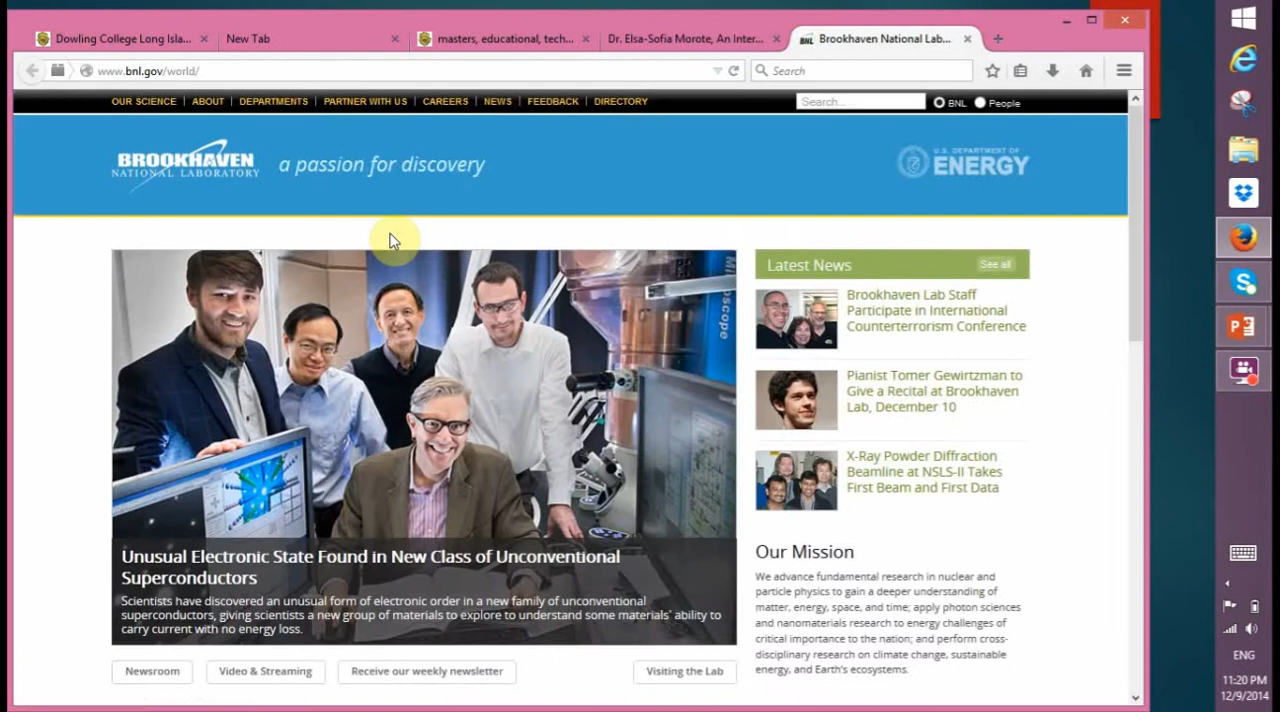 Dowling College Long Isla...
New Tab
masters, educational, tech...
Dr. Elsa-Sofia Morote, An Inter...
BNL Brookhaven National Lab...
www.bnl.gov/world/
Search
OUR SCIENCE | ABOUT | DEPARTMENTS | PARTNER WITH US | CAREERS | NEWS | FEEDBACK | DIRECTORY
Search...
BNL People
BROOKHAVEN
NATIONAL LABORATORY
a passion for discovery
U.S. DEPARTMENT OF
ENERGY
Microscope
Unusual Electronic State Found in New Class of Unconventional
Superconductors
Scientists have discovered an unusual form of electronic order in a new family of unconventional
superconductors, giving scientists a new group of materials to explore to understand some materials' ability to
carry current with no energy loss.
Newsroom
Video & Streaming
Receive our weekly newsletter
Visiting the Lab
Latest News
See all
Brookhaven Lab Staff
Participate in International
Counterterrorism Conference
Pianist Tomer Gewirtzman to
Give a Recital at Brookhaven
Lab, December 10
X-Ray Powder Diffraction
Beamline at NSLS-II Takes
First Beam and First Data
Our Mission
We advance fundamental research in nuclear and
particle physics to gain a deeper understanding of
matter, energy, space, and time; apply photon sciences
and nanomaterials research to energy challenges of
critical importance to the nation; and perform cross-
disciplinary research on climate change, sustainable
energy, and Earth's ecosystems.
ENG
11:20 PM
12/9/2014